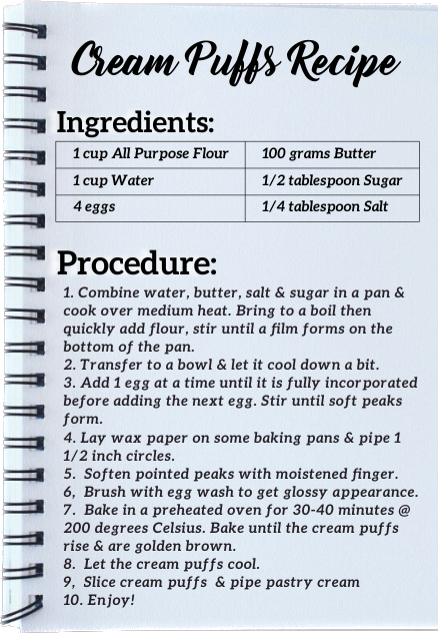 Cream Puffs Recipe
Ingredients:
1 cup All Purpose Flour 100 grams Butter
1 cup Water 1/2 tablespoon Sugar
4 eggs 1/4 tablespoon Salt
Procedure:
1. Combine water, butter, salt & sugar in a pan &
cook over medium heat. Bring to a boil then
quickly add flour, stir until a film forms on the
bottom of the pan.
2. Transfer to a bowl & let it cool down a bit.
3. Add 1 egg at a time until it is fully incorporated
before adding the next egg. Stir until soft peaks
form.
4. Lay wax paper on some baking pans & pipe 1
1/2 inch circles.
5. Soften pointed peaks with moistened finger.
6, Brush with egg wash to get glossy appearance.
7. Bake in a preheated oven for 30-40 minutes @
200 degrees Celsius. Bake until the cream puffs
rise & are golden brown.
8. Let the cream puffs cool.
9, Slice cream puffs & pipe pastry cream
10. Enjoy!